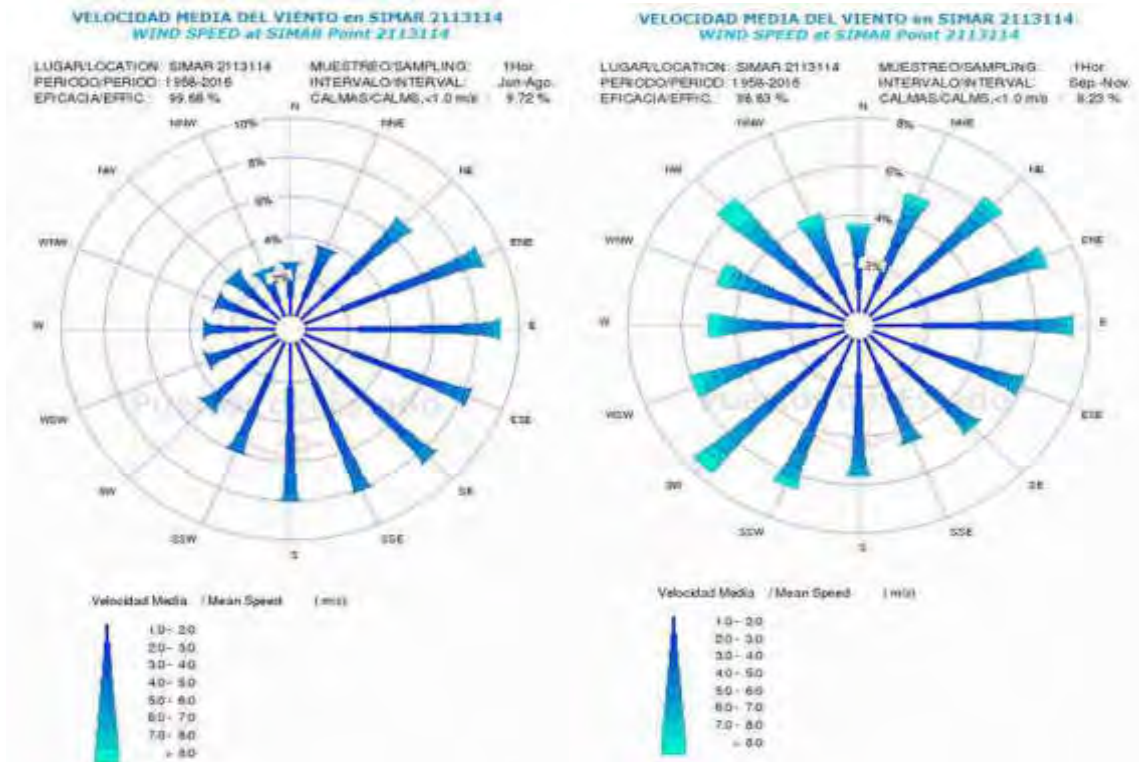 VELOCIDAD MEDIA DEL VIENTO en SIMAR 2113114
WIND SPEED at SIMAR Point 2113114
LUGAR/LOCATION: SIMAR 2113114 MUESTREO/SAMPLING: 1Hor.
PERIODO/PERIOD: 1958-2016 INTERVALO/INTERVAL: Jun-Ago.
EFICACIA/EFFIC.: 99.66 % CALMAS/CALMS,<1.0 m/s : 9.72 %
N
NNE
NE
ENE
E
ESE
SE
SSE
S
SSW
SW
WSW
W
WNW
NW
NNW
10%
8%
6%
4%
2%
Velocidad Media / Mean Speed (m/s)
1.0 - 2.0
2.0 - 3.0
3.0 - 4.0
4.0 - 5.0
5.0 - 6.0
6.0 - 7.0
7.0 - 8.0
> 8.0
VELOCIDAD MEDIA DEL VIENTO en SIMAR 2113114
WIND SPEED at SIMAR Point 2113114
LUGAR/LOCATION: SIMAR 2113114 MUESTREO/SAMPLING: 1Hor.
PERIODO/PERIOD: 1958-2016 INTERVALO/INTERVAL: Sep-Nov.
EFICACIA/EFFIC.: CALMAS/CALMS,<1.0 m/s : 8.23 %
N
NNE
NE
ENE
E
ESE
SE
SSE
S
SSW
SW
WSW
W
WNW
NW
NNW
8%
6%
4%
2%
Velocidad Media / Mean Speed (m/s)
1.0 - 2.0
2.0 - 3.0
3.0 - 4.0
4.0 - 5.0
5.0 - 6.0
6.0 - 7.0
7.0 - 8.0
> 8.0